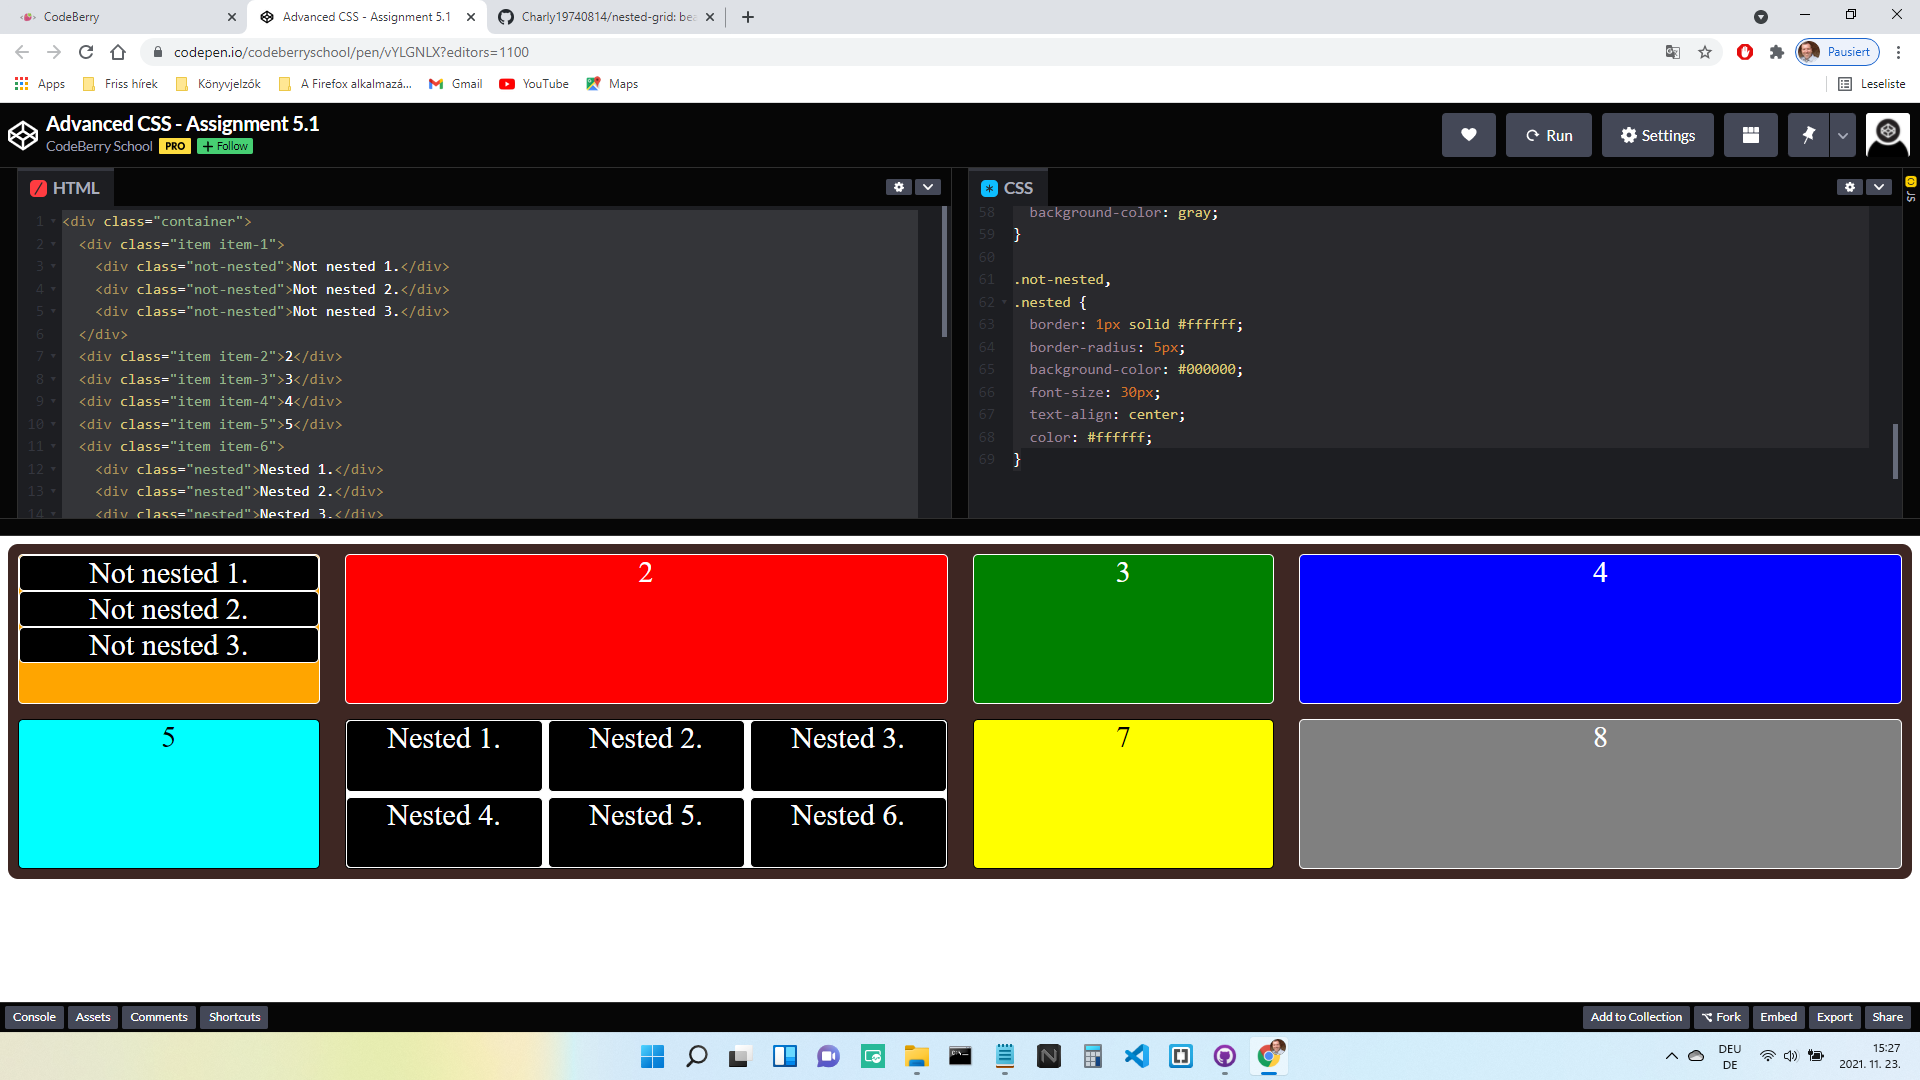 CodeBerry
Advanced CSS - Assignment 5.1
Charly19740814/nested-grid: bea
codepen.io/codeberryschool/pen/vYLGNLX?editors=1100
Pausiert
Apps
Friss hírek
Könyvjelzők
A Firefox alkalmazá...
Gmail
YouTube
Maps
Leseliste
Advanced CSS - Assignment 5.1
CodeBerry School PRO + Follow
Run
Settings
HTML
1 <div class="container">
2 <div class="item item-1">
3 <div class="not-nested">Not nested 1.</div>
4 <div class="not-nested">Not nested 2.</div>
5 <div class="not-nested">Not nested 3.</div>
6 </div>
7 <div class="item item-2">2</div>
8 <div class="item item-3">3</div>
9 <div class="item item-4">4</div>
10 <div class="item item-5">5</div>
11 <div class="item item-6">
12 <div class="nested">Nested 1.</div>
13 <div class="nested">Nested 2.</div>
14 <div class="nested">Nested 3.</div>
CSS
58 background-color: gray;
59 }
60
61 .not-nested,
62 .nested {
63 border: 1px solid #ffffff;
64 border-radius: 5px;
65 background-color: #000000;
66 font-size: 30px;
67 text-align: center;
68 color: #ffffff;
69 }
JS
Not nested 1.
Not nested 2.
Not nested 3.
2
3
4
5
Nested 1.
Nested 2.
Nested 3.
Nested 4.
Nested 5.
Nested 6.
7
8
Console
Assets
Comments
Shortcuts
Add to Collection
Fork
Embed
Export
Share
DEU
DE
15:27
2021. 11. 23.